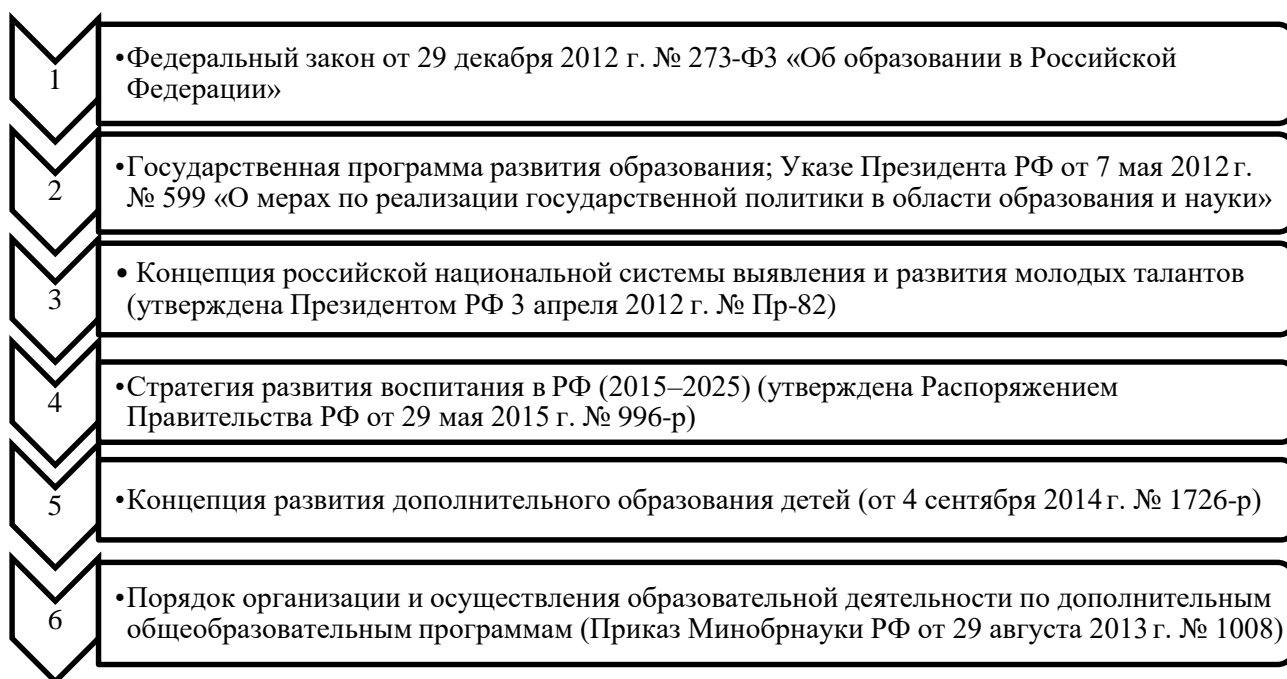 1
•Федеральный закон от 29 декабря 2012 г. № 273-ФЗ «Об образовании в Российской
Федерации»
2
•Государственная программа развития образования; Указе Президента РФ от 7 мая 2012 г.
№ 599 «О мерах по реализации государственной политики в области образования и науки»
3
• Концепция российской национальной системы выявления и развития молодых талантов
(утверждена Президентом РФ 3 апреля 2012 г. № Пр-82)
4
•Стратегия развития воспитания в РФ (2015–2025) (утверждена Распоряжением
Правительства РФ от 29 мая 2015 г. № 996-р)
5
•Концепция развития дополнительного образования детей (от 4 сентября 2014 г. № 1726-р)
6
•Порядок организации и осуществления образовательной деятельности по дополнительным
общеобразовательным программам (Приказ Минобрнауки РФ от 29 августа 2013 г. № 1008)